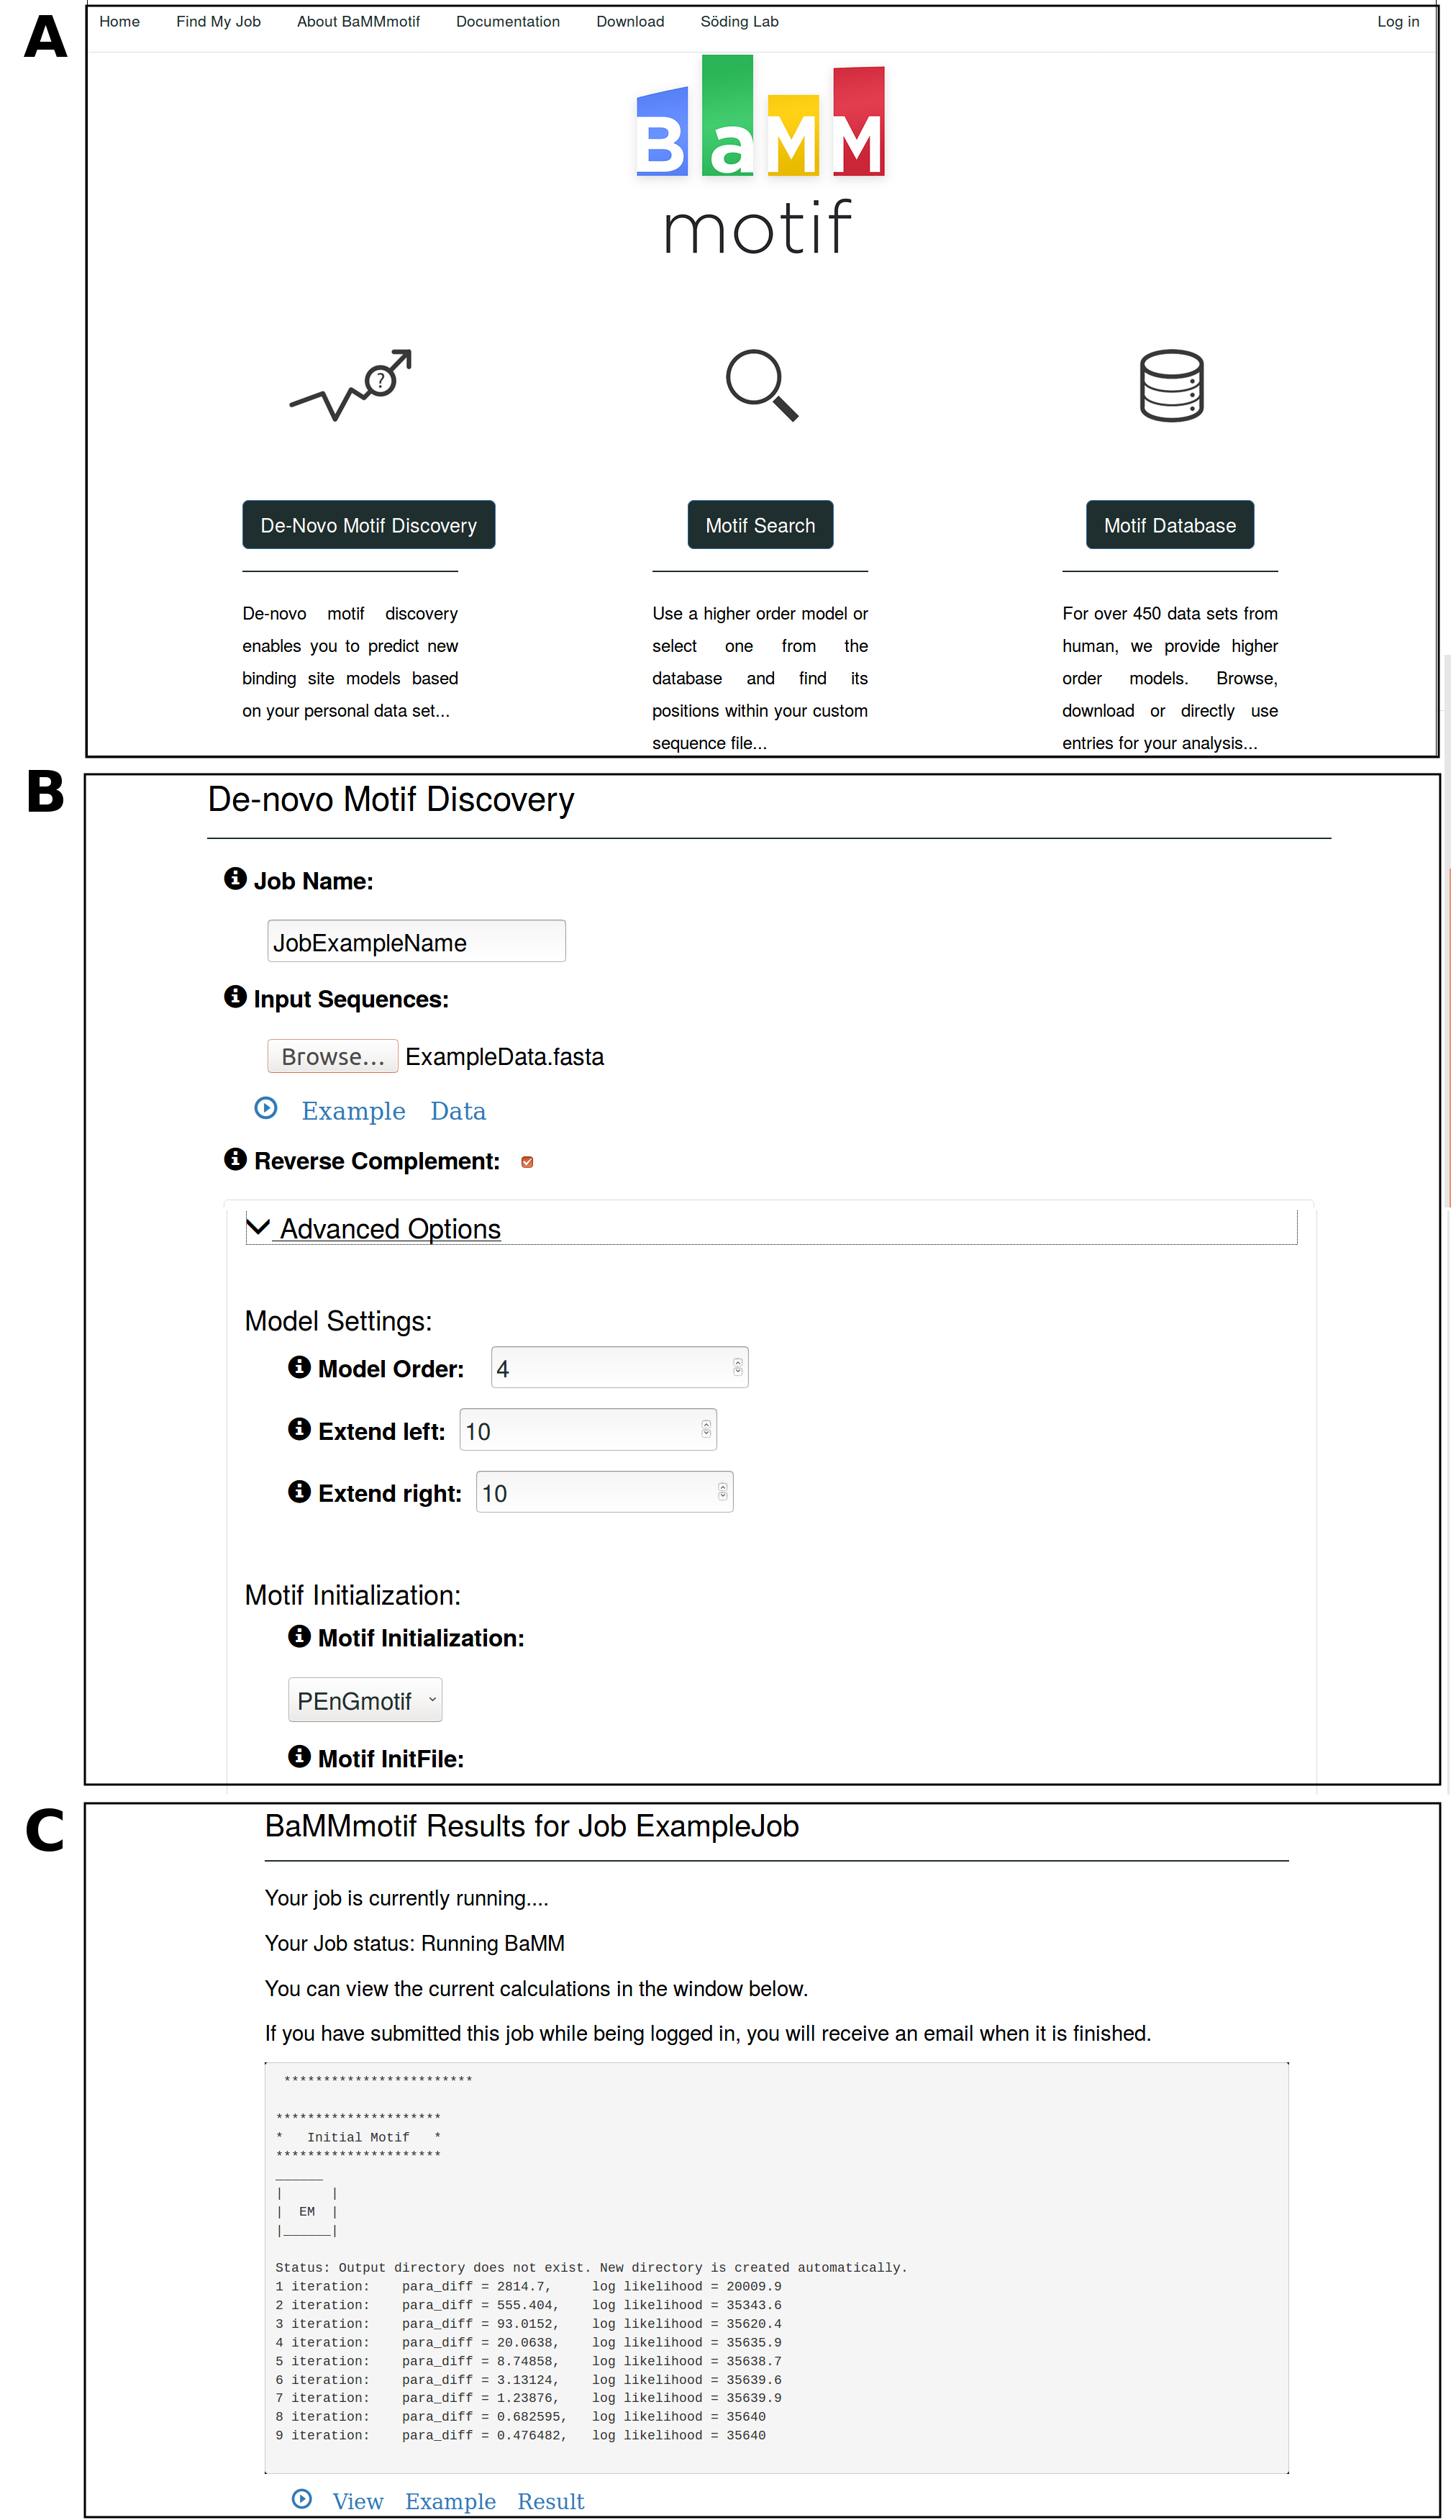 A
Home Find My Job About BaMMmotif Documentation Download Söding Lab Log in
BaMM
motif
?
De-Novo Motif Discovery
De-novo motif discovery
enables you to predict new
binding site models based
on your personal data set...
Motif Search
Use a higher order model or
select one from the
database and find its
positions within your custom
sequence file...
Motif Database
For over 450 data sets from
human, we provide higher
order models. Browse,
download or directly use
entries for your analysis...
B
De-novo Motif Discovery
Job Name:
JobExampleName
Input Sequences:
Browse... ExampleData.fasta
Example Data
Reverse Complement:
Advanced Options
Model Settings:
Model Order: 4
Extend left: 10
Extend right: 10
Motif Initialization:
Motif Initialization:
PEnGmotif
Motif InitFile:
C
BaMMmotif Results for Job ExampleJob
Your job is currently running....
Your Job status: Running BaMM
You can view the current calculations in the window below.
If you have submitted this job while being logged in, you will receive an email when it is finished.
************************
*********************
*   Initial Motif   *
*********************
______
|      |
|  EM  |
|______|
Status: Output directory does not exist. New directory is created automatically.
1 iteration:    para_diff = 2814.7,     log likelihood = 20009.9
2 iteration:    para_diff = 555.404,    log likelihood = 35343.6
3 iteration:    para_diff = 93.0152,    log likelihood = 35620.4
4 iteration:    para_diff = 20.0638,    log likelihood = 35635.9
5 iteration:    para_diff = 8.74858,    log likelihood = 35638.7
6 iteration:    para_diff = 3.13124,    log likelihood = 35639.6
7 iteration:    para_diff = 1.23876,    log likelihood = 35639.9
8 iteration:    para_diff = 0.682595,   log likelihood = 35640
9 iteration:    para_diff = 0.476482,   log likelihood = 35640
View Example Result